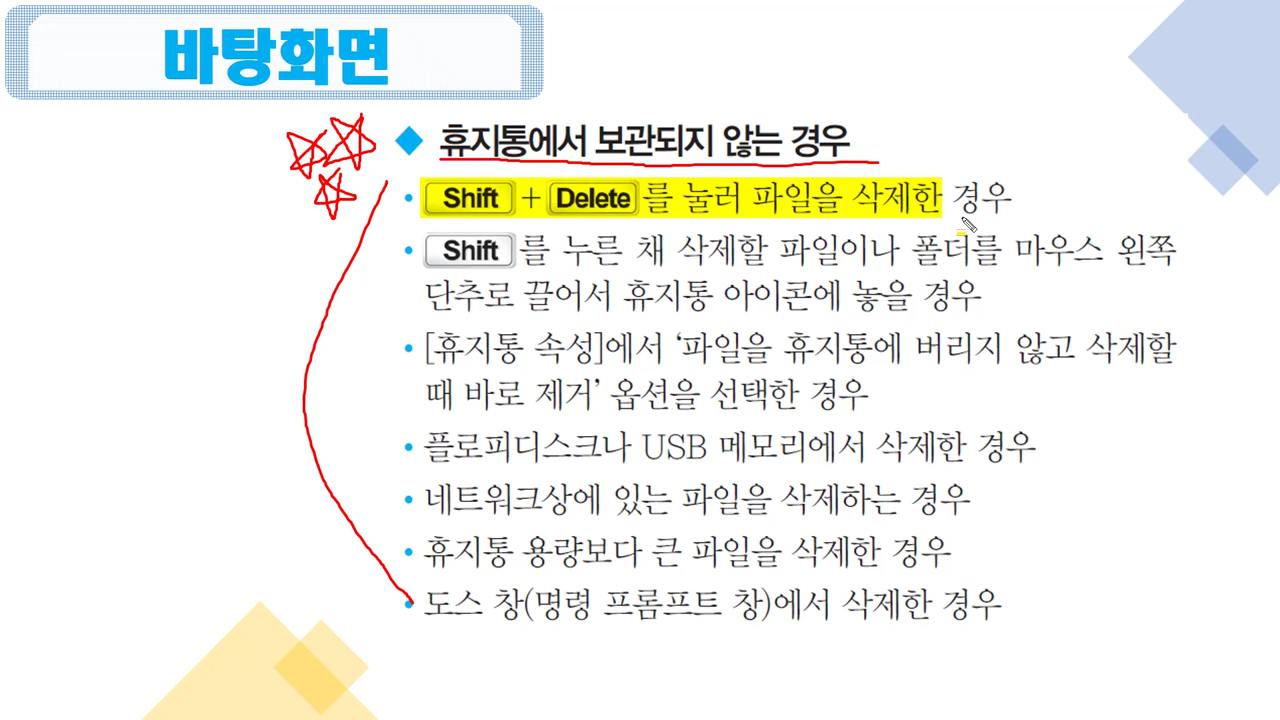 바탕화면
◆ 휴지통에서 보관되지 않는 경우
• Shift + Delete 를 눌러 파일을 삭제한 경우
• Shift 를 누른 채 삭제할 파일이나 폴더를 마우스 왼쪽
단추로 끌어서 휴지통 아이콘에 놓을 경우
• [휴지통 속성]에서 ‘파일을 휴지통에 버리지 않고 삭제할
때 바로 제거’ 옵션을 선택한 경우
• 플로피디스크나 USB 메모리에서 삭제한 경우
• 네트워크상에 있는 파일을 삭제하는 경우
• 휴지통 용량보다 큰 파일을 삭제한 경우
• 도스 창(명령 프롬프트 창)에서 삭제한 경우